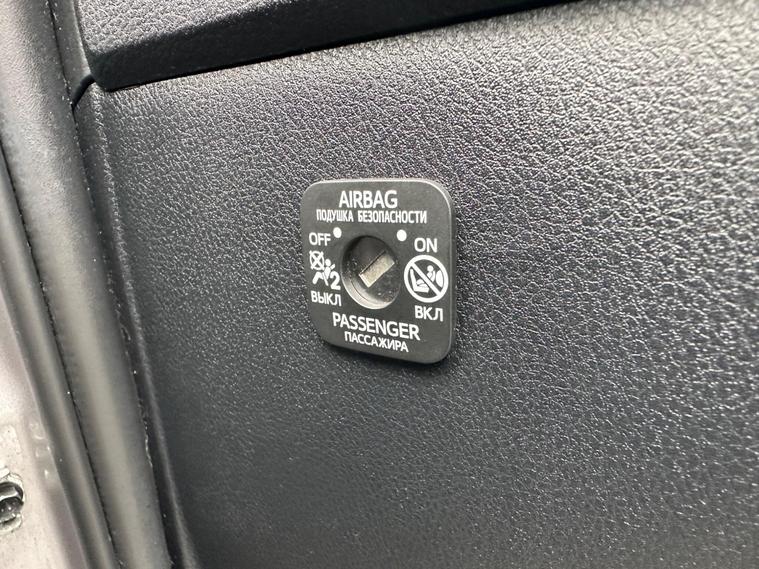 AIRBAG
ПОДУШКА БЕЗОПАСНОСТИ
OFF ON
2
ВЫКЛ ВКЛ
PASSENGER
ПАССАЖИРА